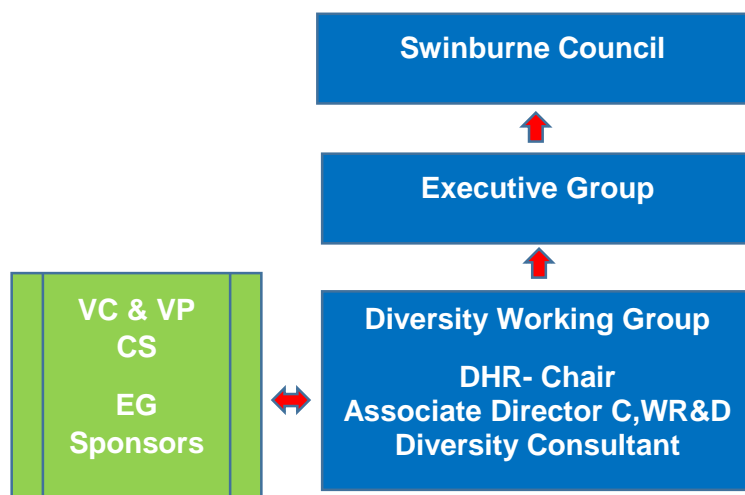 Swinburne Council
Executive Group
VC & VP
CS
EG
Sponsors
Diversity Working Group
DHR- Chair
Associate Director C,WR&D
Diversity Consultant